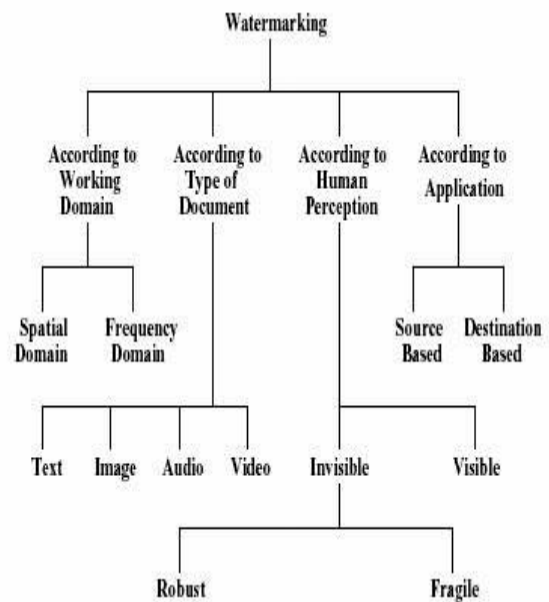 Watermarking
According to
Working
Domain
According to
Type of
Document
According to
Human
Perception
According to
Application
Spatial
Domain
Frequency
Domain
Source
Based
Destination
Based
Text
Image
Audio
Video
Invisible
Visible
Robust
Fragile